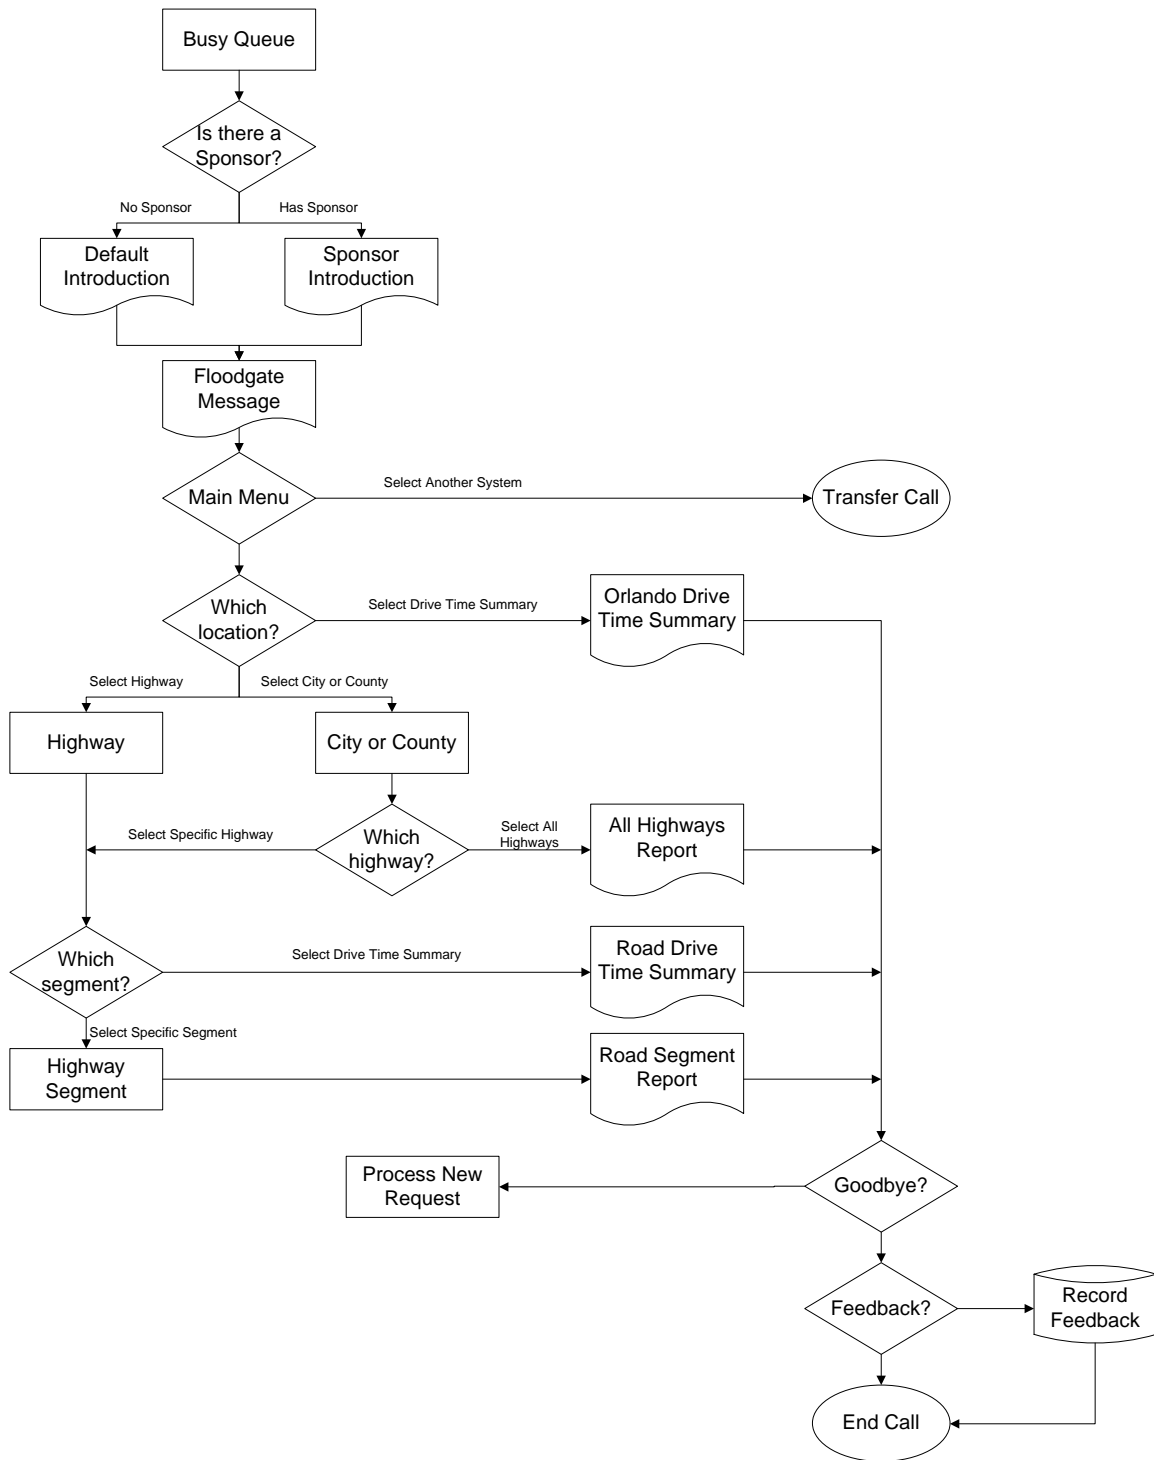 Busy Queue
Is there a
Sponsor?
No Sponsor
Has Sponsor
Default
Introduction
Sponsor
Introduction
Floodgate
Message
Main Menu
Select Another System
Transfer Call
Which
location?
Select Drive Time Summary
Orlando Drive
Time Summary
Select Highway
Select City or County
Highway
City or County
Select Specific Highway
Which
highway?
Select All
Highways
All Highways
Report
Which
segment?
Select Drive Time Summary
Road Drive
Time Summary
Select Specific Segment
Highway
Segment
Road Segment
Report
Process New
Request
Goodbye?
Feedback?
Record
Feedback
End Call